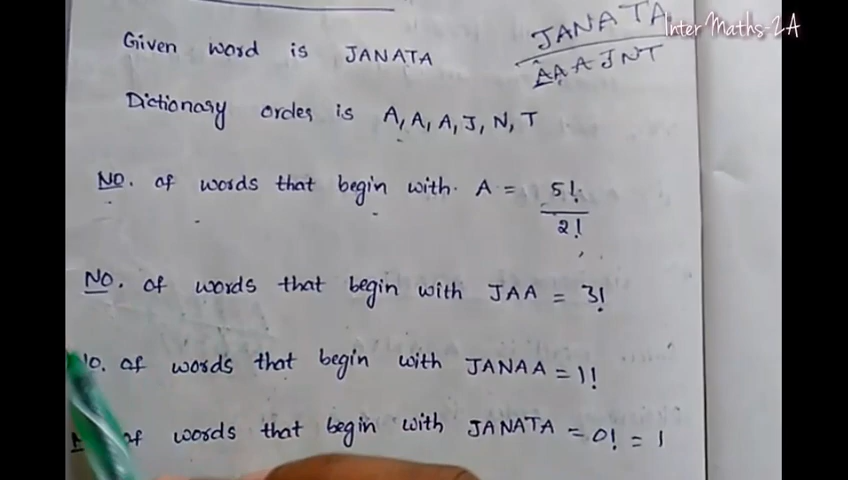 JANATA
Inter Maths-2A
AAAJNT
Given word is JANATA
Dictionary order is A, A, A, J, N, T
NO. of words that begin with. A = 5!/2!
NO. of words that begin with JAA = 3!
No. of words that begin with JANAA = 1!
of words that begin with JANATA = 0! = 1